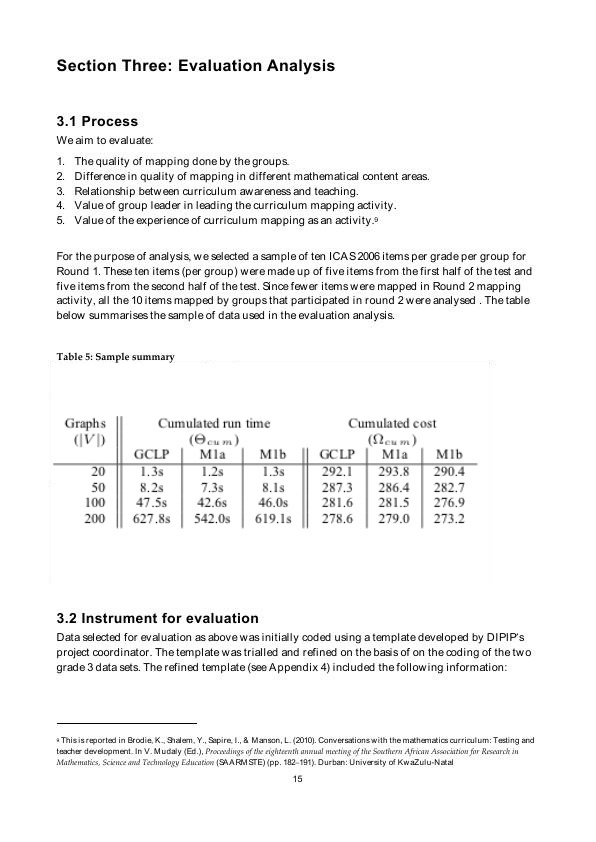 Section Three: Evaluation Analysis
3.1 Process
We aim to evaluate:
1. The quality of mapping done by the groups.
2. Difference in quality of mapping in different mathematical content areas.
3. Relationship between curriculum awareness and teaching.
4. Value of group leader in leading the curriculum mapping activity.
5. Value of the experience of curriculum mapping as an activity.9
For the purpose of analysis, we selected a sample of ten ICAS 2006 items per grade per group for
Round 1. These ten items (per group) were made up of five items from the first half of the test and
five items from the second half of the test. Since fewer items were mapped in Round 2 mapping
activity, all the 10 items mapped by groups that participated in round 2 were analysed . The table
below summarises the sample of data used in the evaluation analysis.
Table 5: Sample summary
Graphs Cumulated run time Cumulated cost
(|V|) (Θcum) (Ωcum)
GCLP M1a M1b GCLP M1a M1b
20 1.3s 1.2s 1.3s 292.1 293.8 290.4
50 8.2s 7.3s 8.1s 287.3 286.4 282.7
100 47.5s 42.6s 46.0s 281.6 281.5 276.9
200 627.8s 542.0s 619.1s 278.6 279.0 273.2
3.2 Instrument for evaluation
Data selected for evaluation as above was initially coded using a template developed by DIPIP's
project coordinator. The template was trialled and refined on the basis of on the coding of the two
grade 3 data sets. The refined template (see Appendix 4) included the following information:
9 This is reported in Brodie, K., Shalem, Y., Sapire, I., & Manson, L. (2010). Conversations with the mathematics curriculum: Testing and
teacher development. In V. Mudaly (Ed.), Proceedings of the eighteenth annual meeting of the Southern African Association for Research in
Mathematics, Science and Technology Education (SAARMSTE) (pp. 182–191). Durban: University of KwaZulu-Natal
15